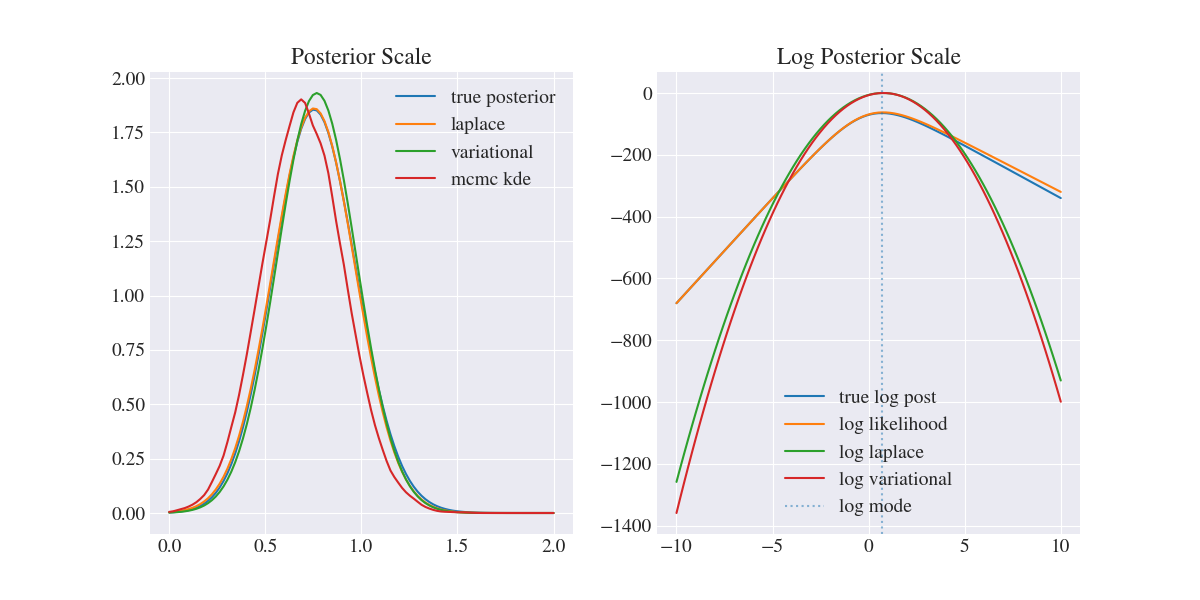 Posterior Scale
2.00
1.75
1.50
1.25
1.00
0.75
0.50
0.25
0.00
0.0 0.5 1.0 1.5 2.0
true posterior
laplace
variational
mcmc kde
Log Posterior Scale
0
−200
−400
−600
−800
−1000
−1200
−1400
−10 −5 0 5 10
true log post
log likelihood
log laplace
log variational
log mode